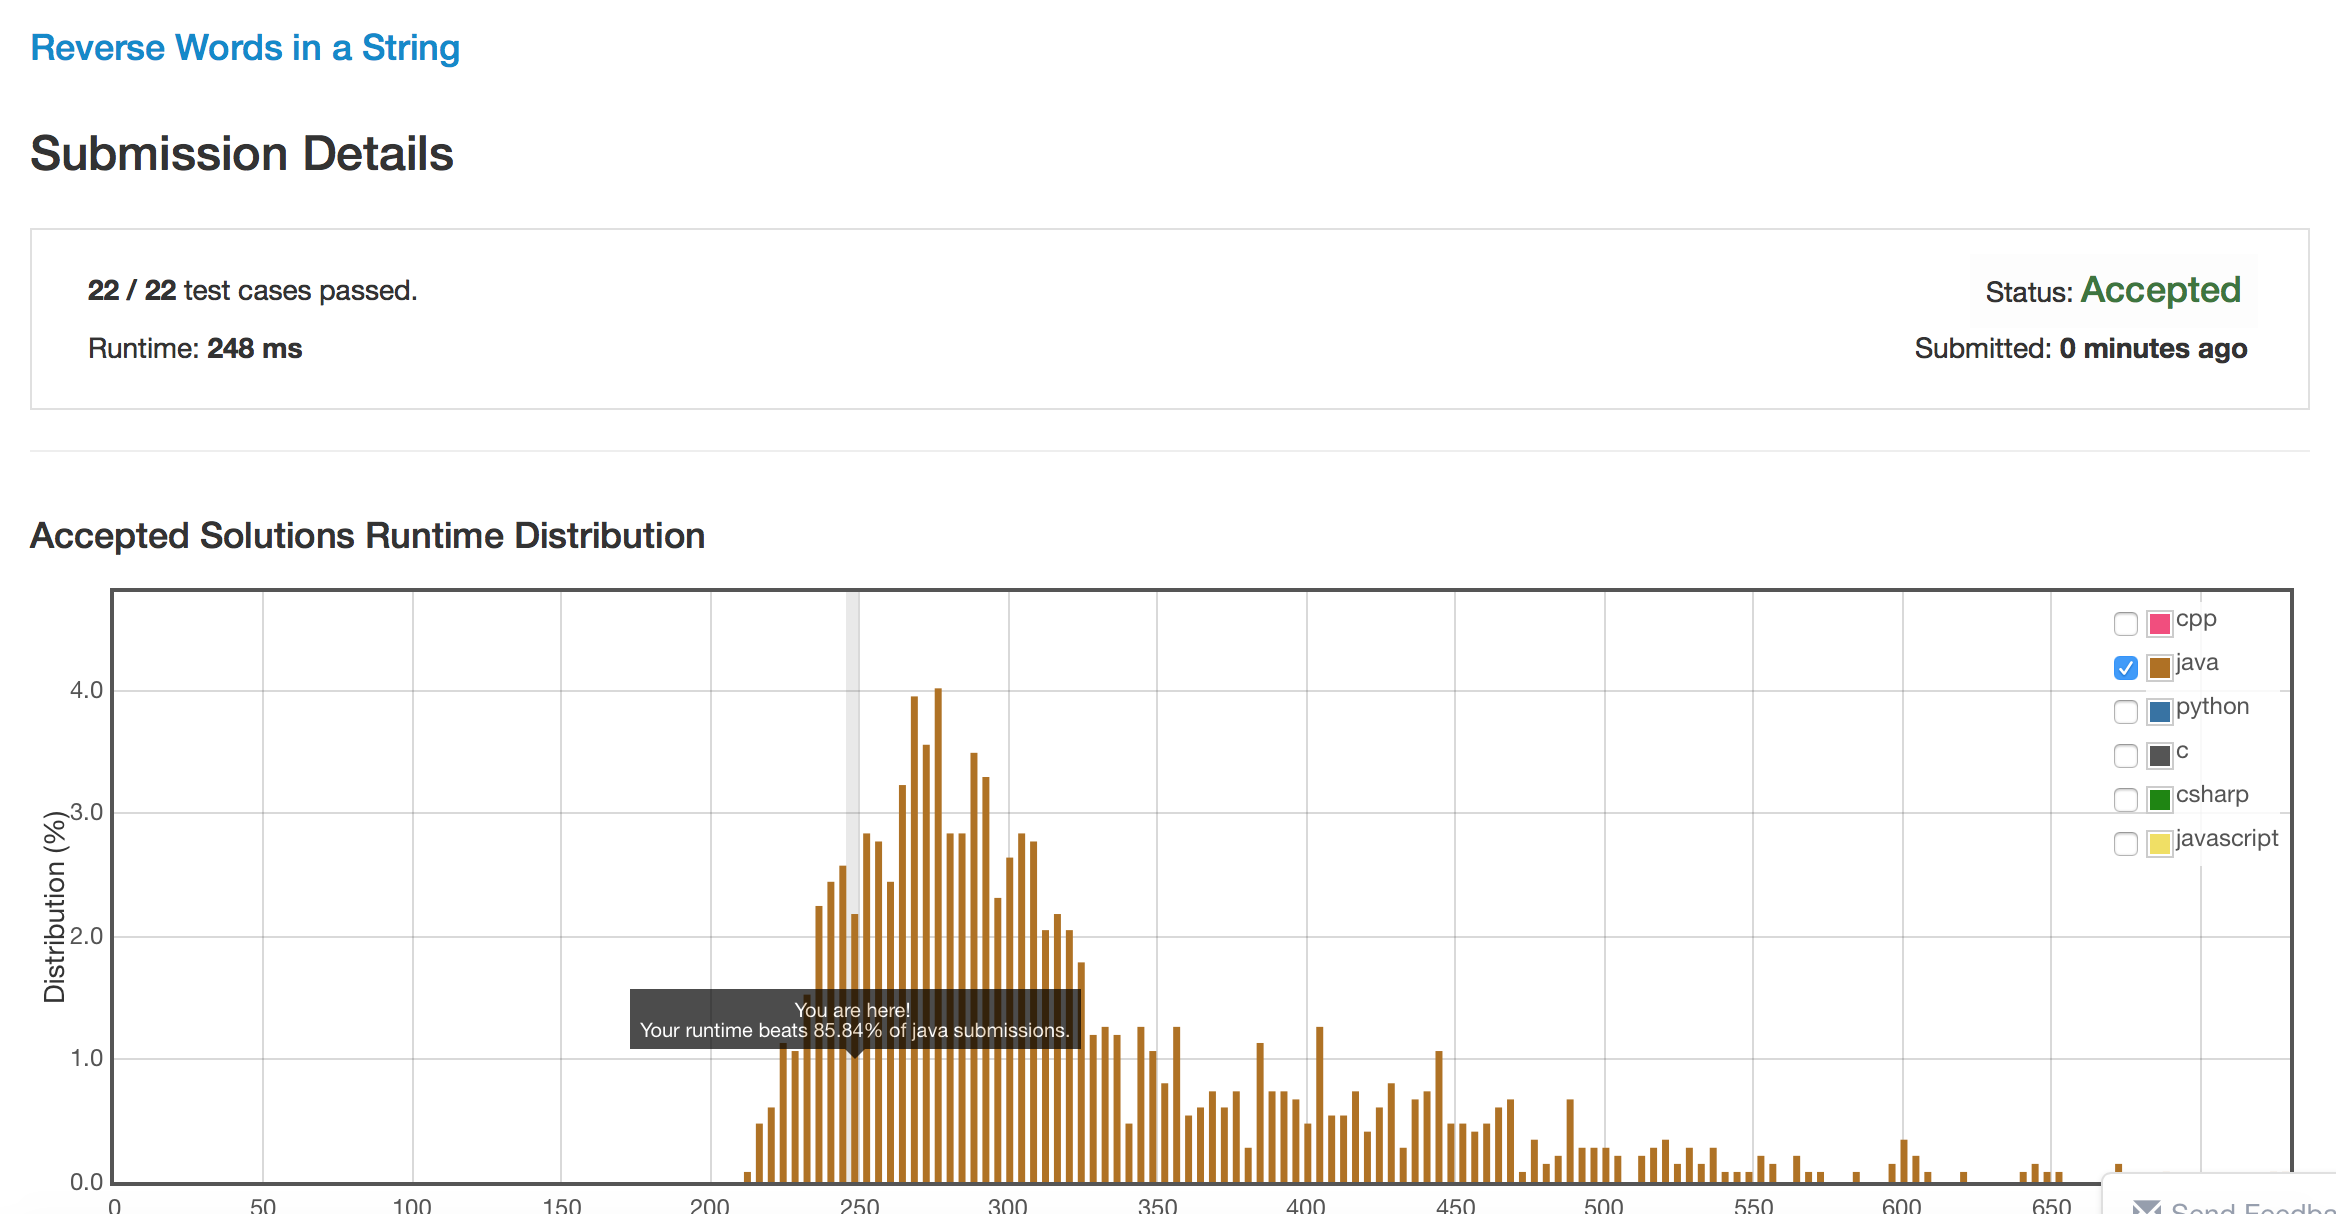 Reverse Words in a String
Submission Details
22 / 22 test cases passed.
Status: Accepted
Runtime: 248 ms
Submitted: 0 minutes ago
Accepted Solutions Runtime Distribution
cpp
java
python
c
csharp
javascript
Distribution (%)
4.0
3.0
2.0
1.0
0.0
You are here!
Your runtime beats 85.84% of java submissions.
0 50 100 150 200 250 300 350 400 450 500 550 600 650
Send Feedba